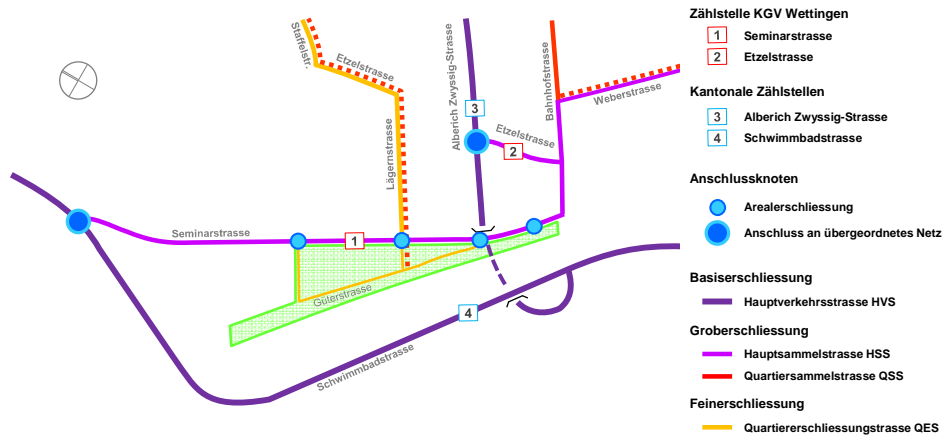 Staffelstr.
Etzelstrasse
Lägernstrasse
Alberich Zwyssig-Strasse
3
Etzelstrasse
2
Bahnhofstrasse
Weberstrasse
Seminarstrasse
1
Güterstrasse
4
Schwimmbadstrasse
Zählstelle KGV Wettingen
1 Seminarstrasse
2 Etzelstrasse
Kantonale Zählstellen
3 Alberich Zwyssig-Strasse
4 Schwimmbadstrasse
Anschlussknoten
Arealerschliessung
Anschluss an übergeordnetes Netz
Basiserschliessung
Hauptverkehrsstrasse HVS
Groberschliessung
Hauptsammelstrasse HSS
Quartiersammelstrasse QSS
Feinerschliessung
Quartiererschliessungstrasse QES